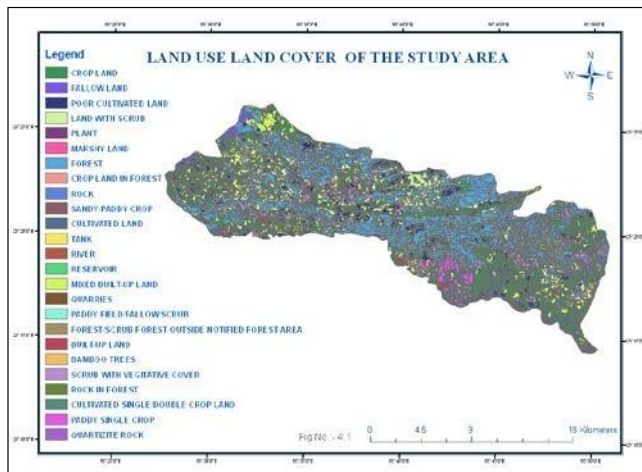 LAND USE LAND COVER OF THE STUDY AREA
Legend
CROP LAND
FALLOW LAND
POOR CULTIVATED LAND
LAND WITH SCRUB
PLANT
MARSHY LAND
FOREST
CROP LAND IN FOREST
ROCK
SANDY/PADDY CROP
CULTIVATED LAND
TANK
RIVER
RESERVOIR
MIXED BUILT-UP LAND
QUARRIES
PADDY FIELD/FALLOW SCRUB
FOREST/SCRUB FOREST OUTSIDE NOTIFIED FOREST AREA
BUILT-UP LAND
BAMBOO TREES
SCRUB WITH VEGITATIVE COVER
ROCK IN FOREST
CULTIVATED SINGLE/DOUBLE CROP LAND
PADDY SINGLE CROP
QUARTIZITE ROCK
N
W E
S
Fig No :- 4.1
0 4.5 9 18 Kilometers